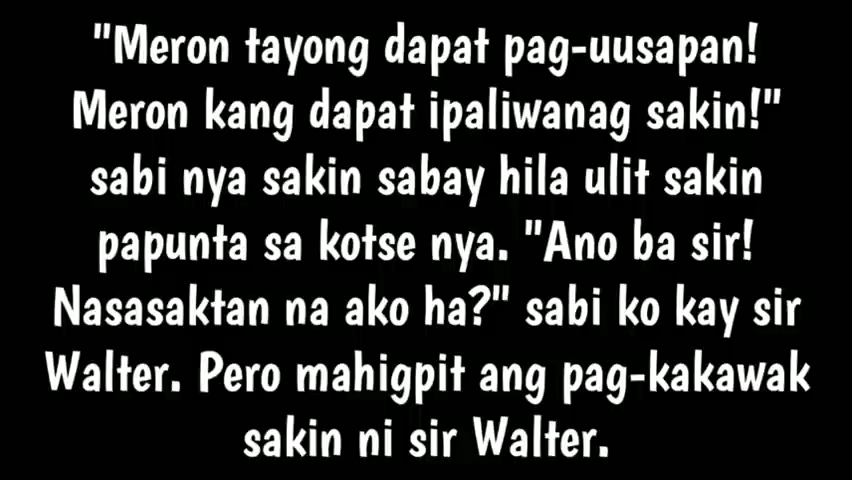 "Meron tayong dapat pag-uusapan!
Meron kang dapat ipaliwanag sakin!"
sabi nya sakin sabay hila ulit sakin
papunta sa kotse nya. "Ano ba sir!
Nasasaktan na ako ha?" sabi ko kay sir
Walter. Pero mahigpit ang pag-kakawak
sakin ni sir Walter.